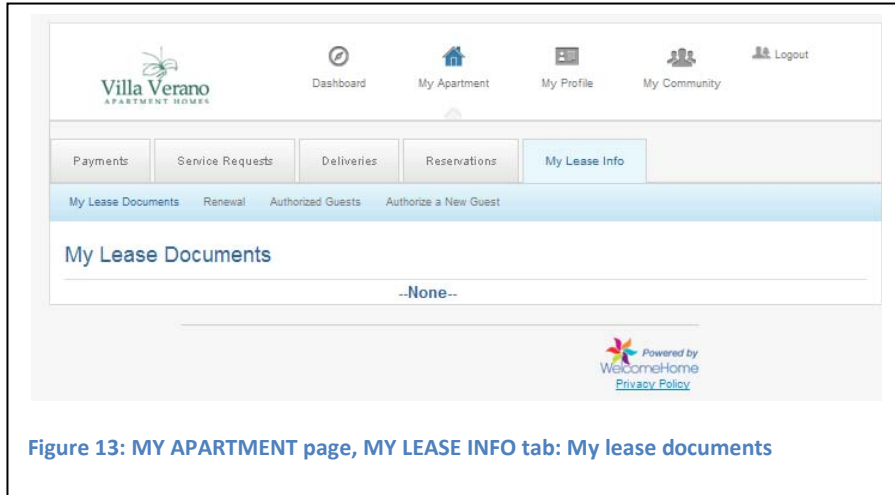 Villa Verano
APARTMENT HOMES
Dashboard
My Apartment
My Profile
My Community
Logout
Payments
Service Requests
Deliveries
Reservations
My Lease Info
My Lease Documents Renewal Authorized Guests Authorize a New Guest
My Lease Documents
--None--
Powered by
WelcomeHome
Privacy Policy
Figure 13: MY APARTMENT page, MY LEASE INFO tab: My lease documents